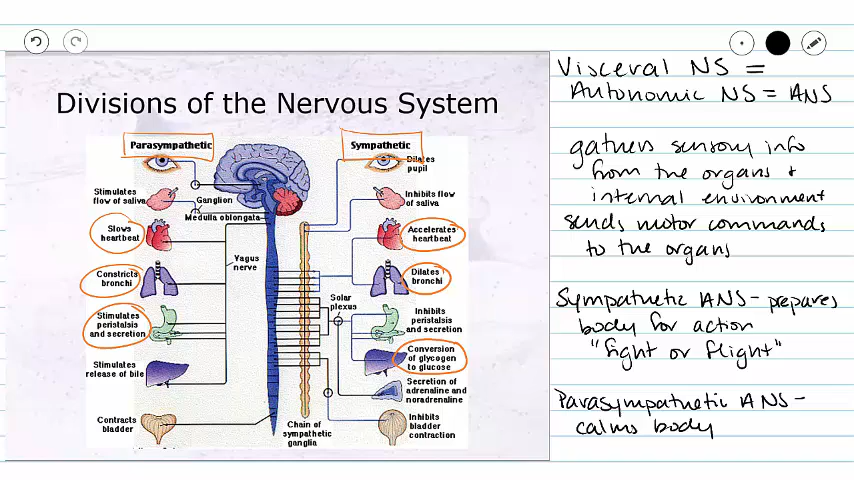 Divisions of the Nervous System
Parasympathetic
Stimulates
flow of saliva
Ganglion
Medulla oblongata
Slows
heartbeat
Vagus
nerve
Constricts
bronchi
Stimulates
peristalsis
and secretion
Stimulates
release of bile
Contracts
bladder
Sympathetic
Dilates
pupil
Inhibits flow
of saliva
Accelerates
heartbeat
Dilates
bronchi
Solar
plexus
Inhibits
peristalsis
and secretion
Conversion
of glycogen
to glucose
Secretion of
adrenaline and
noradrenaline
Inhibits
bladder
contraction
Chain of
sympathetic
ganglia
Visceral NS =
Autonomic NS = ANS
gathers sensory info
from the organs +
internal environment
sends motor commands
to the organs
Sympathetic ANS - prepares
body for action
"fight or flight"
Parasympathetic ANS -
calms body